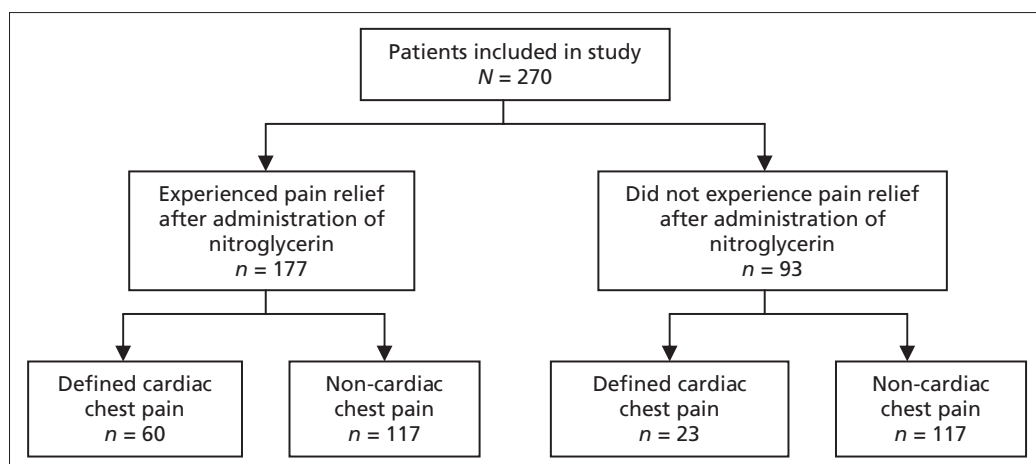 Patients included in study
N = 270
Experienced pain relief
after administration of
nitroglycerin
n = 177
Did not experience pain relief
after administration of
nitroglycerin
n = 93
Defined cardiac
chest pain
n = 60
Non-cardiac
chest pain
n = 117
Defined cardiac
chest pain
n = 23
Non-cardiac
chest pain
n = 117